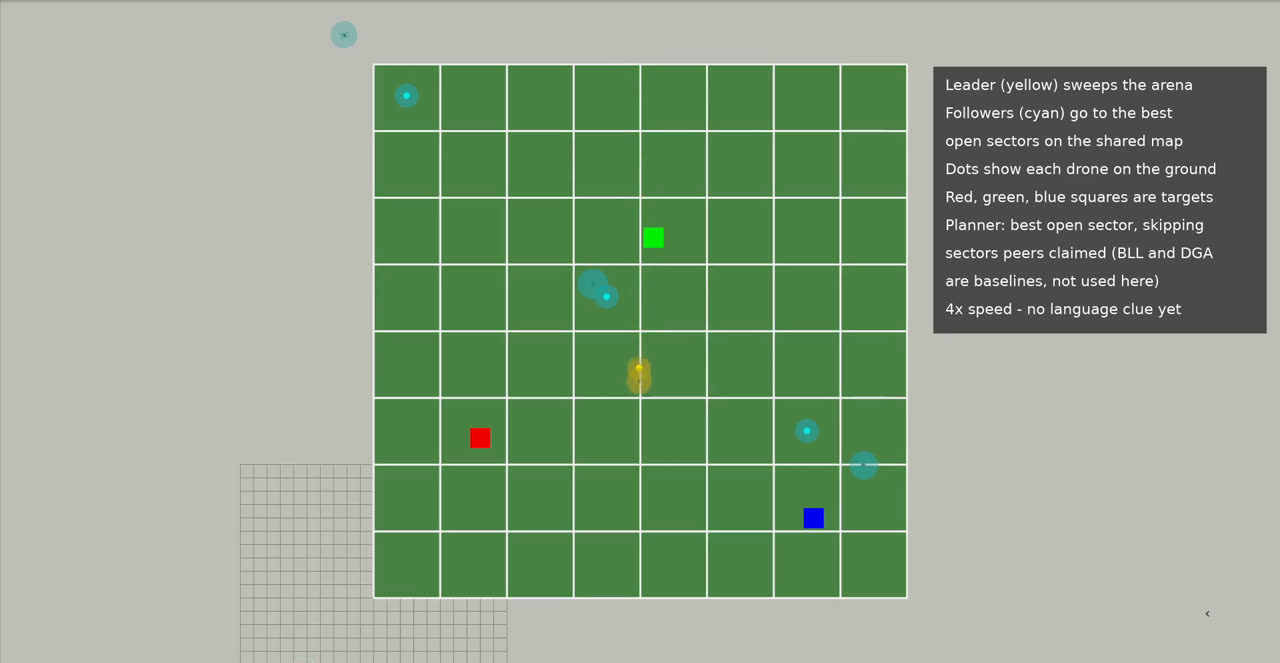 Leader (yellow) sweeps the arena
Followers (cyan) go to the best
open sectors on the shared map
Dots show each drone on the ground
Red, green, blue squares are targets
Planner: best open sector, skipping
sectors peers claimed (BLL and DGA
are baselines, not used here)
4x speed - no language clue yet
‹